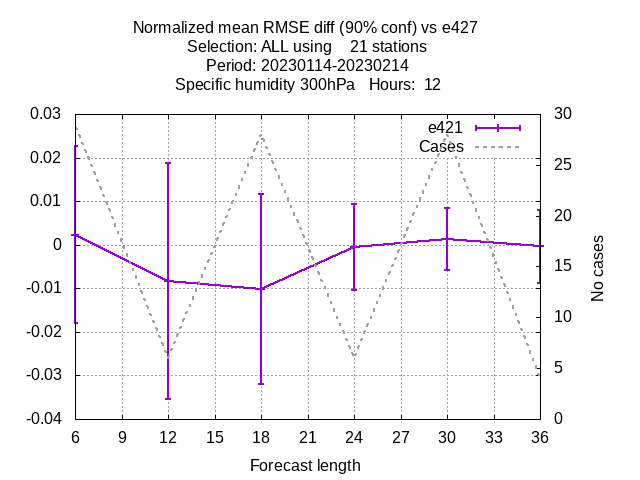 Normalized mean RMSE diff (90% conf) vs e427
Selection: ALL using    21 stations
Period: 20230114-20230214
Specific humidity 300hPa   Hours:  12
e421
Cases
0.03
0.02
0.01
0
-0.01
-0.02
-0.03
-0.04
30
25
20
15
10
5
0
No cases
6 9 12 15 18 21 24 27 30 33 36
Forecast length